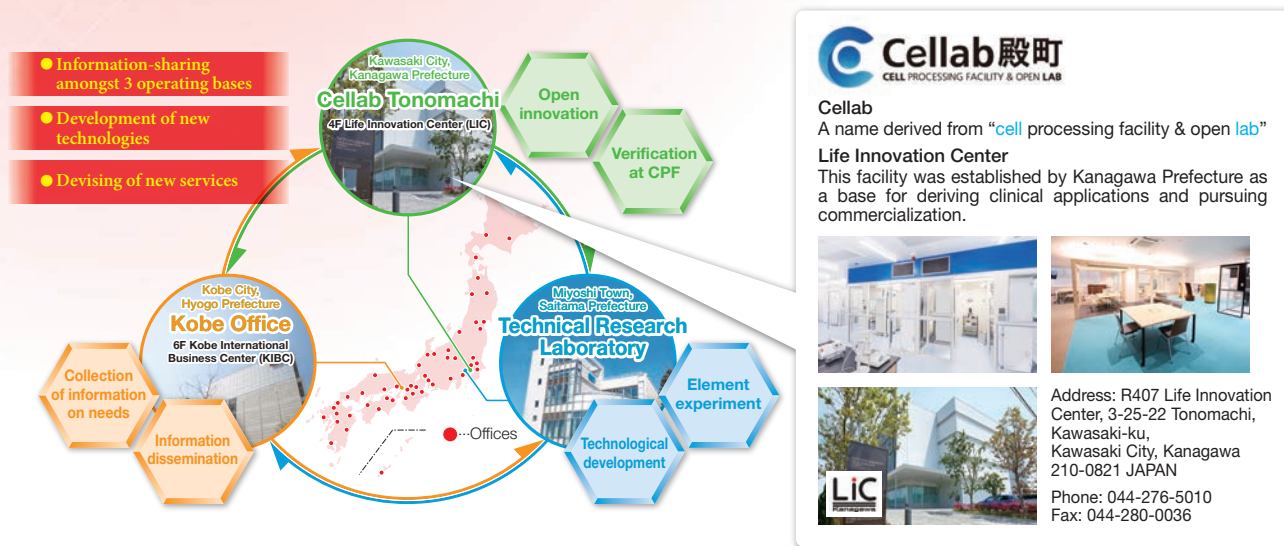 ● Information-sharing
amongst 3 operating bases
● Development of new
technologies
● Devising of new services
Kawasaki City,
Kanagawa Prefecture
Cellab Tonomachi
4F Life Innovation Center (LIC)
Open
innovation
Verification
at CPF
Kobe City,
Hyogo Prefecture
Kobe Office
6F Kobe International
Business Center (KIBC)
Collection
of information
on needs
Information
dissemination
Miyoshi Town,
Saitama Prefecture
Technical Research
Laboratory
Element
experiment
Technological
development
●···Offices
Cellab殿町
CELL PROCESSING FACILITY & OPEN LAB
Cellab
A name derived from “cell processing facility & open lab”
Life Innovation Center
This facility was established by Kanagawa Prefecture as
a base for deriving clinical applications and pursuing
commercialization.
LiC
Kanagawa
Address: R407 Life Innovation
Center, 3-25-22 Tonomachi,
Kawasaki-ku,
Kawasaki City, Kanagawa
210-0821 JAPAN
Phone: 044-276-5010
Fax: 044-280-0036